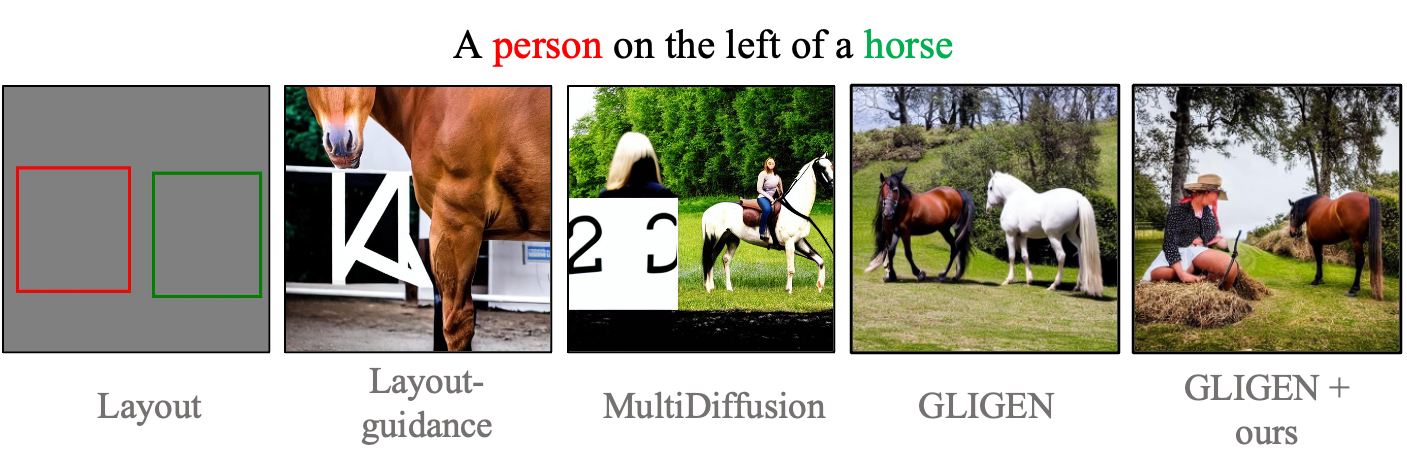 A person on the left of a horse
2
Layout
Layout-
guidance
MultiDiffusion
GLIGEN
GLIGEN +
ours